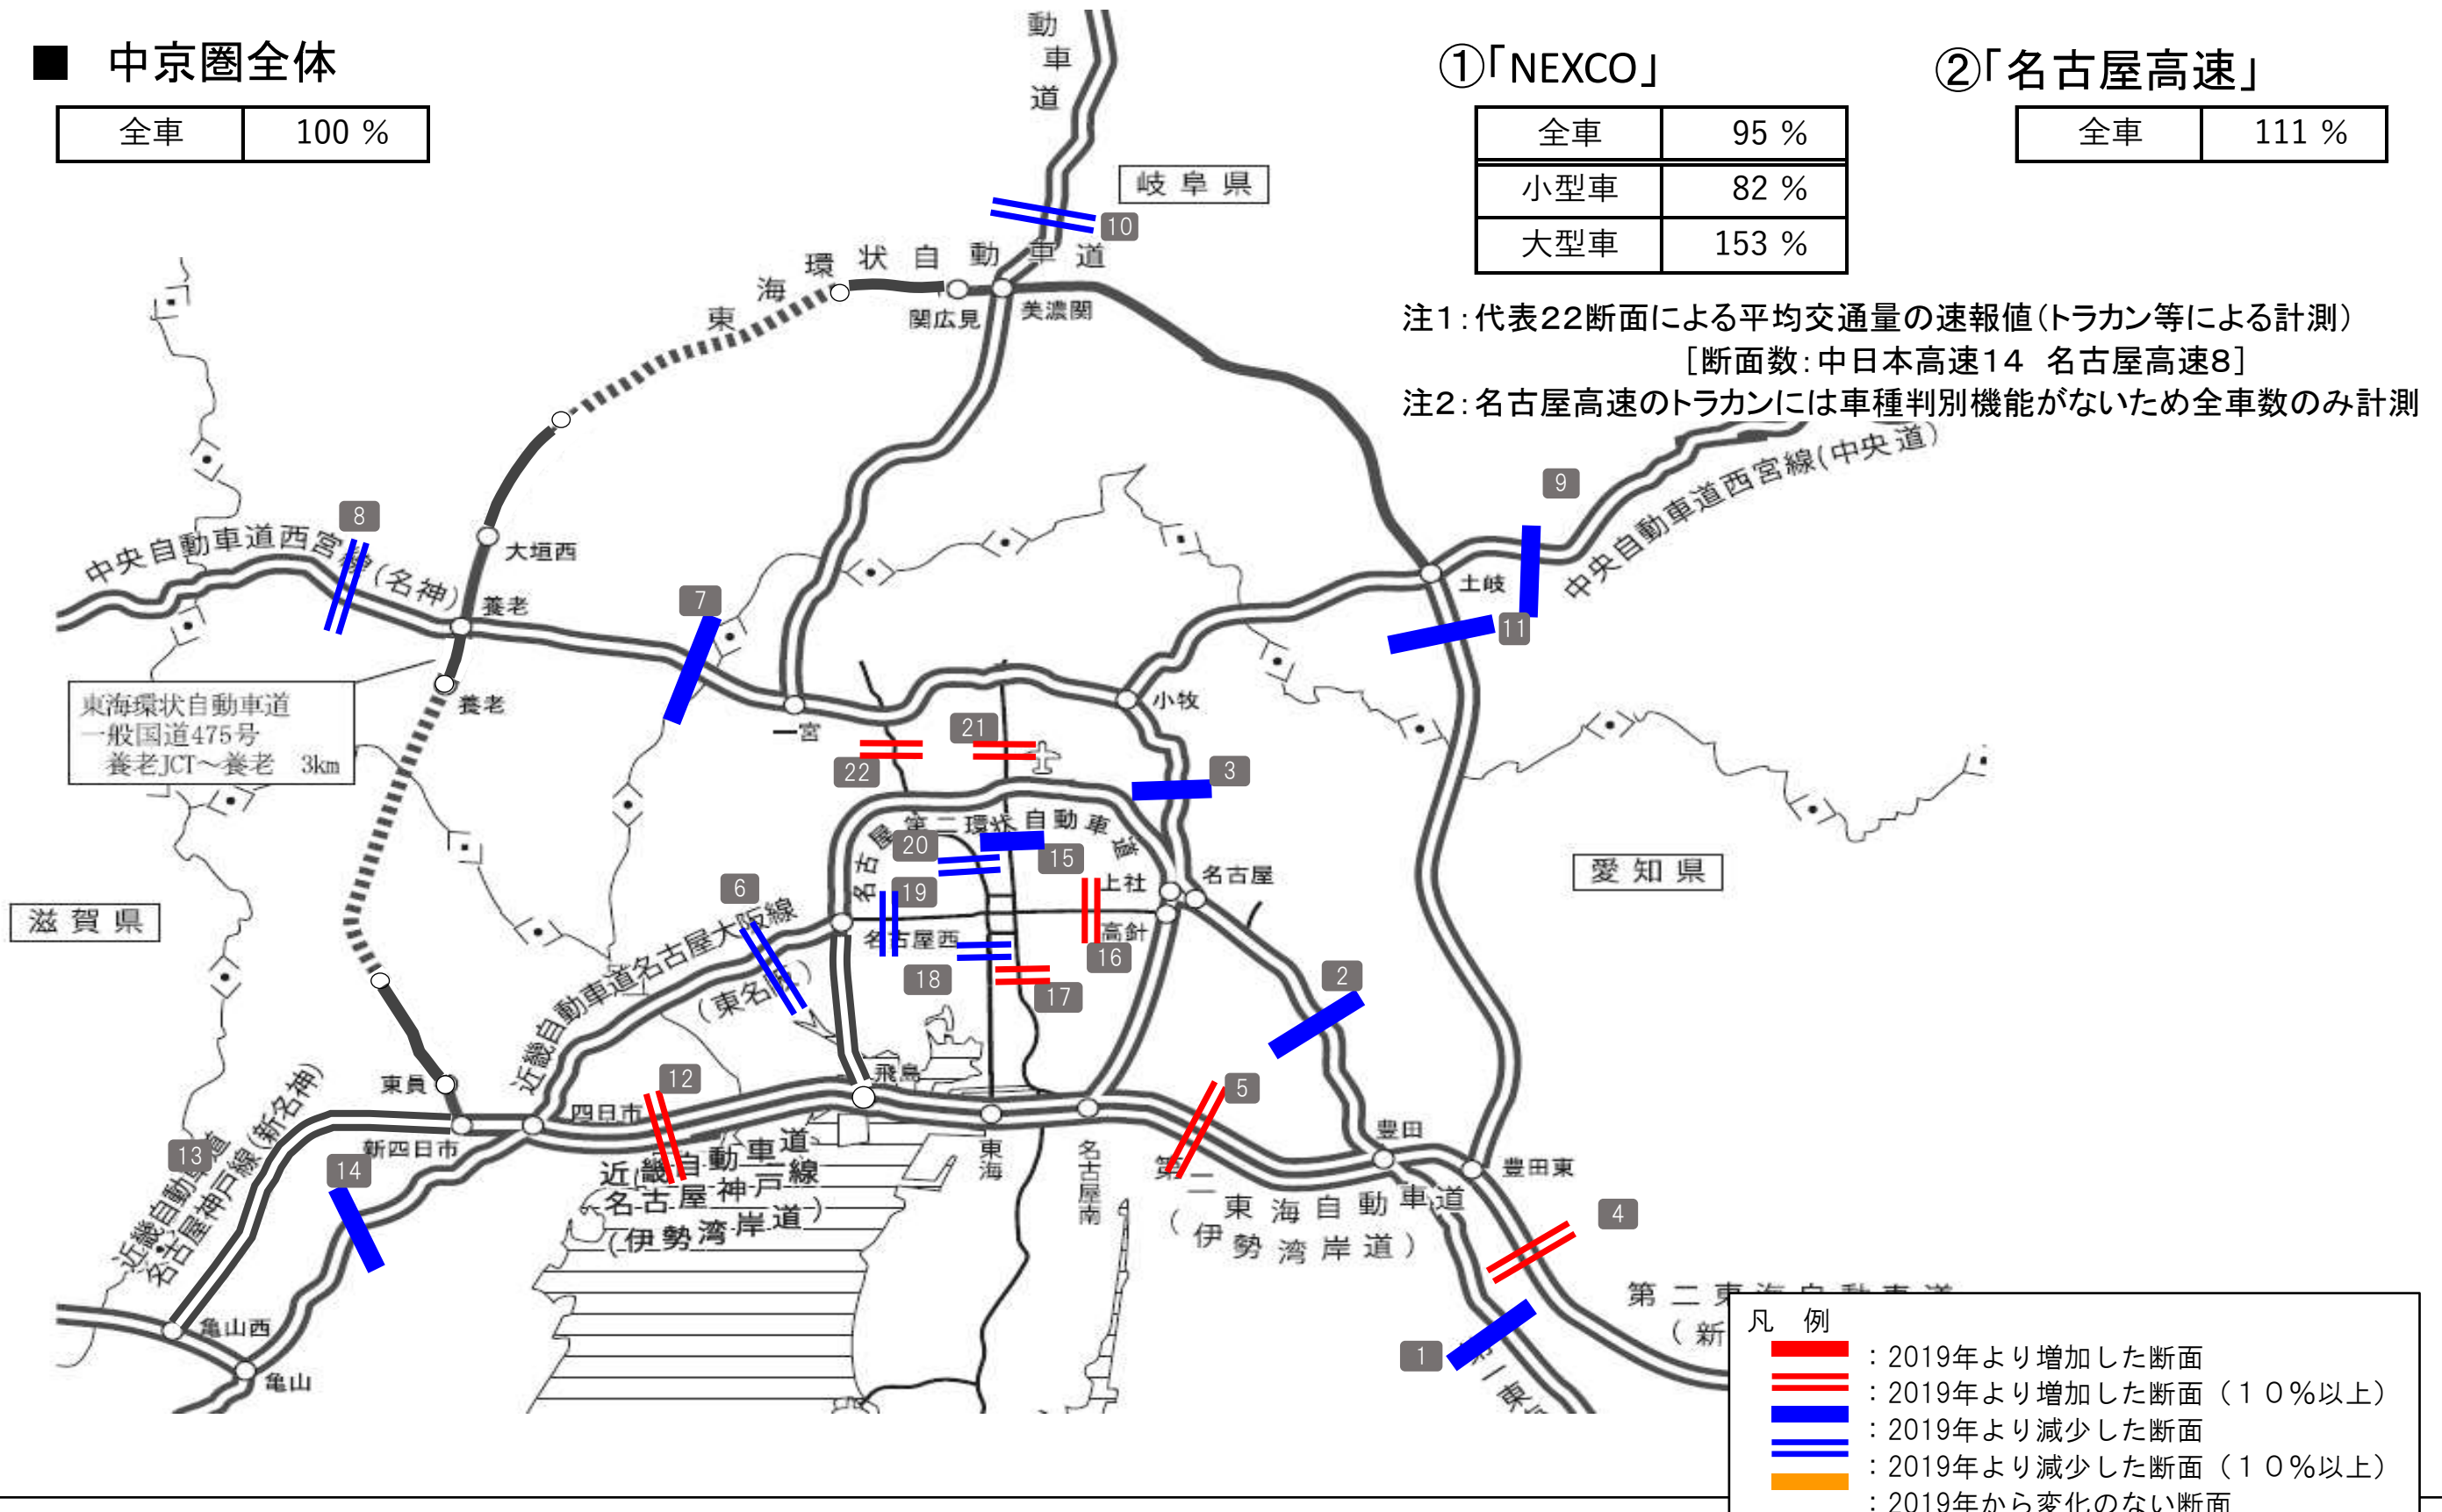 ■ 中京圏全体
全車 100 %
①「NEXCO」
全車 95 %
小型車 82 %
大型車 153 %
②「名古屋高速」
全車 111 %
注1：代表22断面による平均交通量の速報値（トラカン等による計測）
［断面数：中日本高速14 名古屋高速8］
注2：名古屋高速のトラカンには車種判別機能がないため全車数のみ計測
動車道
岐阜県
10
東海環状自動車道
関広見
美濃関
中央自動車道西宮線(中央道)
9
8
中央自動車道西宮線(名神)
大垣西
養老
土岐
11
7
養老
東海環状自動車道
一般国道475号
養老JCT～養老 3km
一宮
小牧
21
22
3
名古屋第二環状自動車道
20
15
19
上社
名古屋
愛知県
滋賀県
6
近畿自動車道名古屋大阪線
(東名阪)
名古屋西
高針
16
18
17
2
飛島
東員
12
5
四日市
新四日市
13
14
近畿自動車道
名古屋神戸線(新名神)
近畿自動車道
名古屋神戸線
(伊勢湾岸道)
東海
名古屋南
豊田
豊田東
第二東海自動車道
(伊勢湾岸道)
4
第二東海自動車道
(新
1
第一東
亀山西
亀山
凡 例
：2019年より増加した断面
：2019年より増加した断面（１０％以上）
：2019年より減少した断面
：2019年より減少した断面（１０％以上）
：2019年から変化のない断面